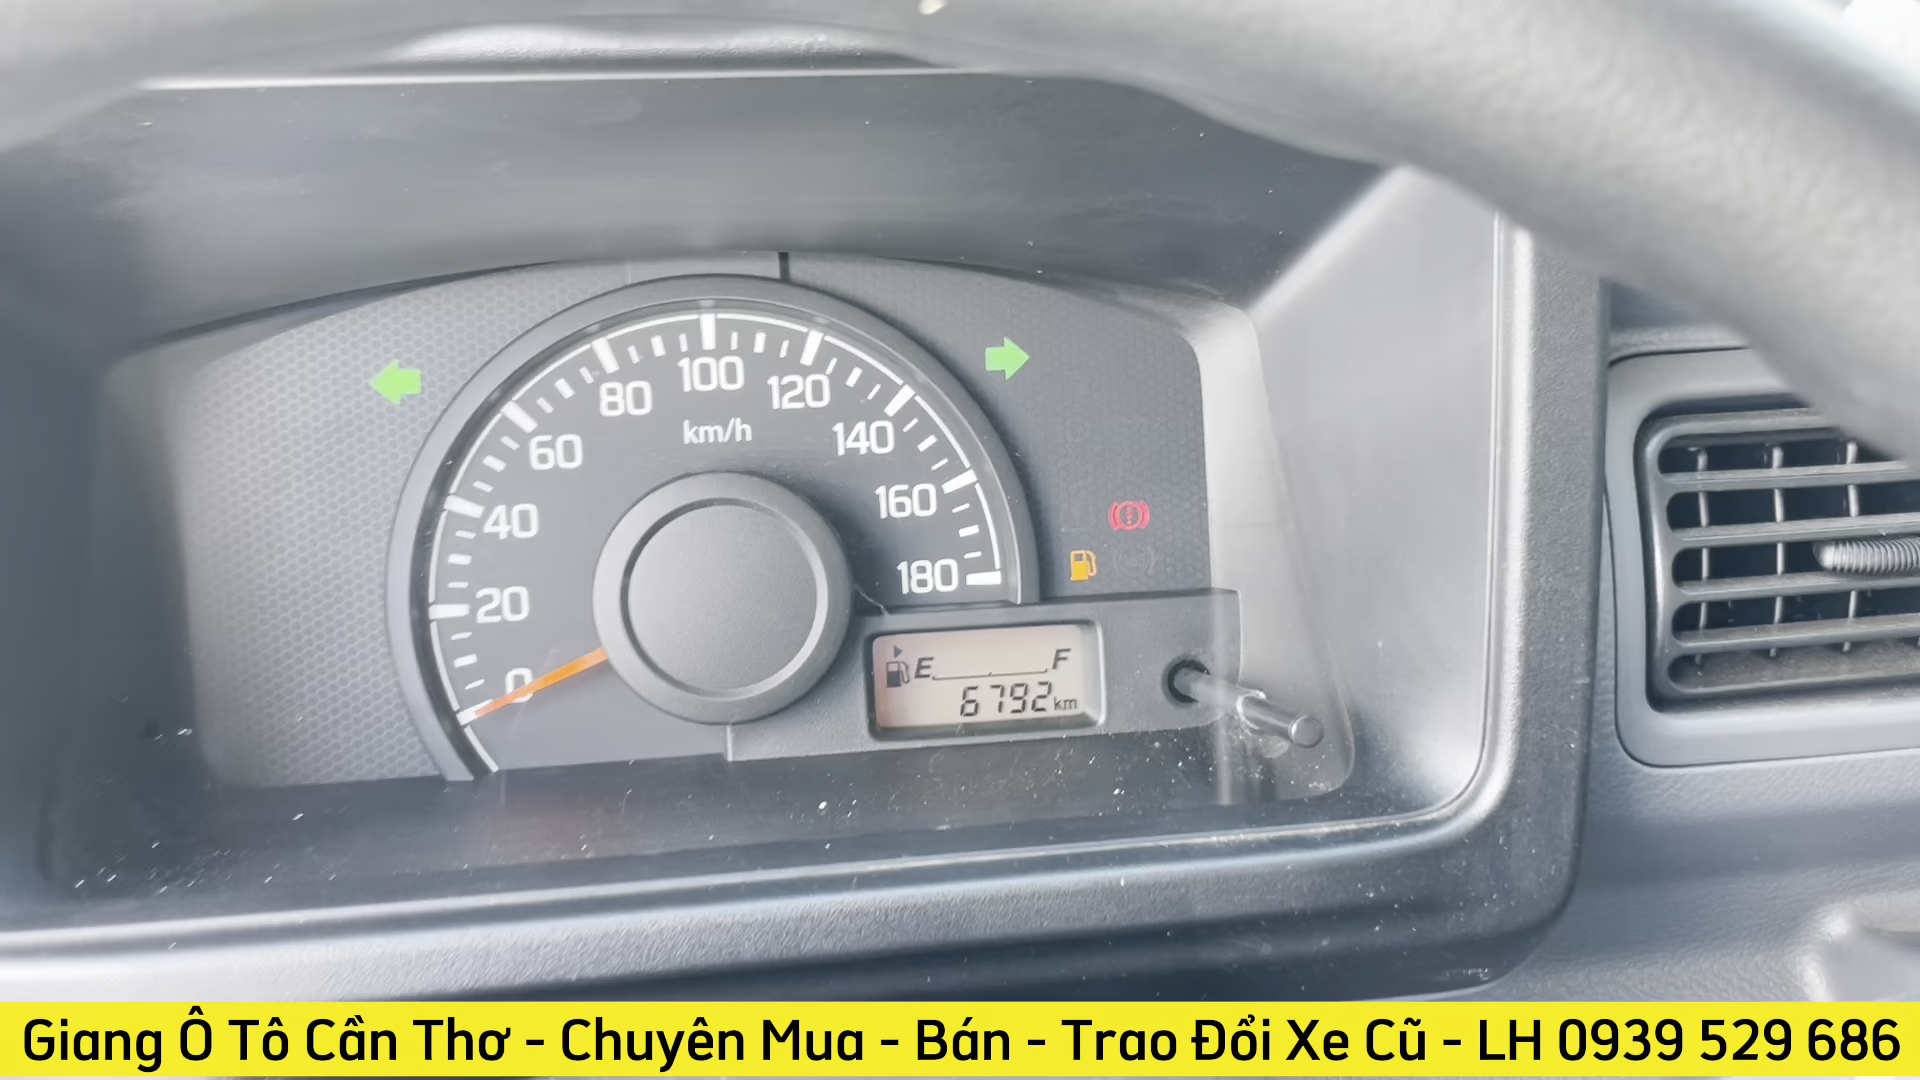 100
80
120
km/h
60
140
160
40
180
20
E F
0
6792 km
Giang Ô Tô Cần Thơ - Chuyên Mua - Bán - Trao Đổi Xe Cũ - LH 0939 529 686